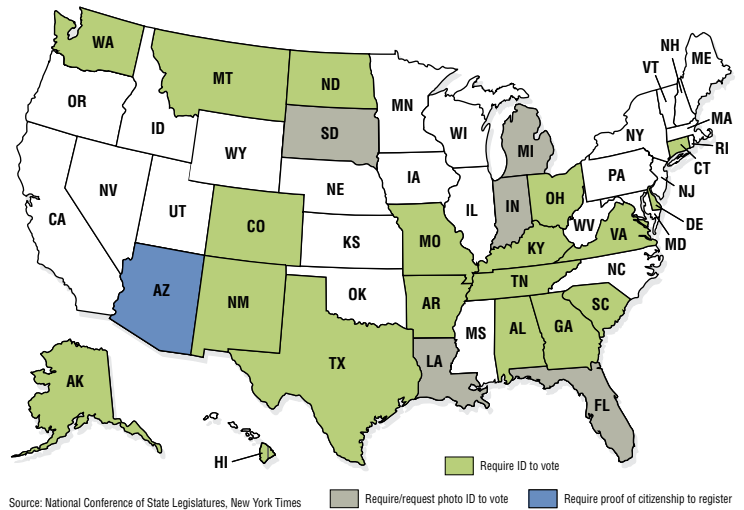 WA
MT
ND
MN
OR
ID
SD
WI
MI
WY
NH
VT
ME
NY
MA
RI
CT
NJ
PA
IA
NE
NV
UT
CA
CO
KS
MO
IL
IN
OH
WV
VA
DE
MD
KY
NC
TN
AZ
NM
OK
AR
SC
MS
AL
GA
TX
LA
FL
AK
HI
Require ID to vote
Require/request photo ID to vote
Require proof of citizenship to register
Source: National Conference of State Legislatures, New York Times